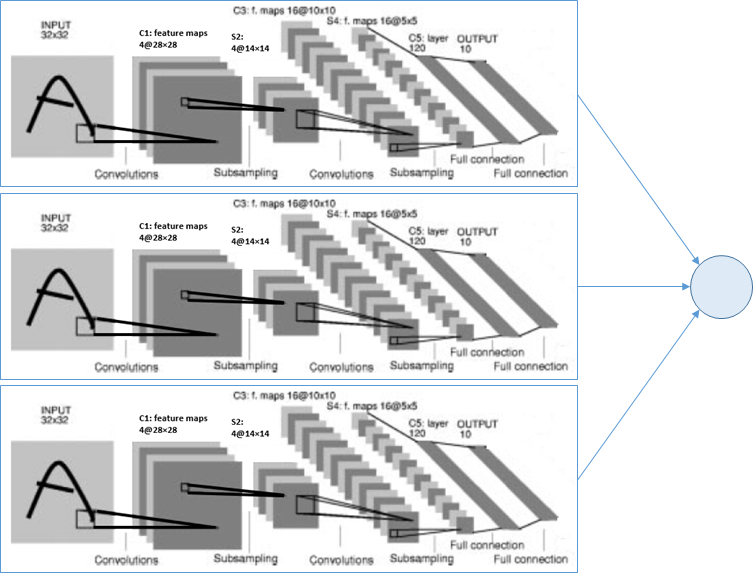 C3: f. maps 16@10x10
INPUT
32x32
C1: feature maps
4@28×28
S2:
4@14×14
S4: f. maps 16@5x5
C5: layer
120
OUTPUT
10
Convolutions
Subsampling
Convolutions
Subsampling
Full connection
Full connection
C3: f. maps 16@10x10
INPUT
32x32
C1: feature maps
4@28×28
S2:
4@14×14
S4: f. maps 16@5x5
C5: layer
120
OUTPUT
10
Convolutions
Subsampling
Convolutions
Subsampling
Full connection
Full connection
C3: f. maps 16@10x10
INPUT
32x32
C1: feature maps
4@28×28
S2:
4@14×14
S4: f. maps 16@5x5
C5: layer
120
OUTPUT
10
Convolutions
Subsampling
Convolutions
Subsampling
Full connection
Full connection